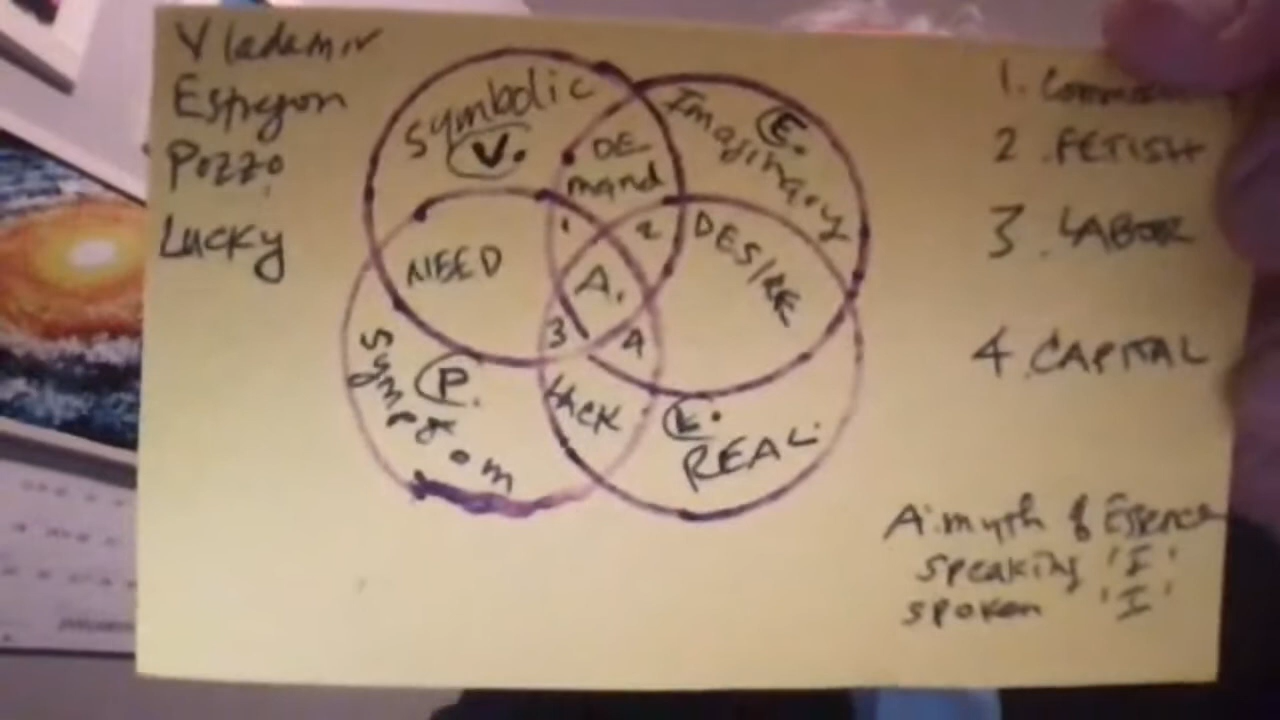 Vlademir
Estragon
Pozzo
Lucky
Symbolic
V.
E.
Imaginary
DE
mand
1
2
NEED
DESIRE
A.
3
4
Symptom
P.
LACK
L.
REAL.
1.
2. FETISH
3. LABOR
4. CAPITAL
A: myth of Essence
speaking 'I'
spoken 'I'